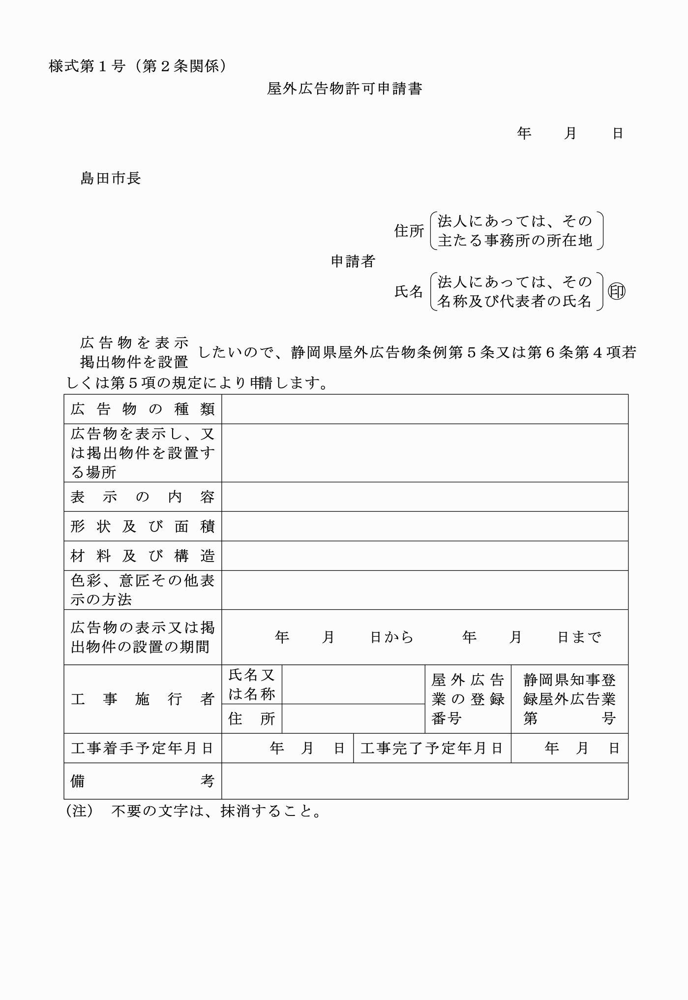 様式第１号（第２条関係）
屋外広告物許可申請書
年　　月　　日
島田市長
住所
法人にあっては、その
主たる事務所の所在地
申請者
氏名
法人にあっては、その
名称及び代表者の氏名
㊞
広告物を表示
掲出物件を設置
したいので、静岡県屋外広告物条例第５条又は第６条第４項若
しくは第５項の規定により申請します。
広告物の種類
広告物を表示し、又
は掲出物件を設置す
る場所
表示の内容
形状及び面積
材料及び構造
色彩、意匠その他表
示の方法
広告物の表示又は掲
出物件の設置の期間
年　　月　　日から　　　年　　月　　日まで
工事施行者
氏名又
は名称
住　所
屋外広告
業の登録
番号
静岡県知事登
録屋外広告業
第　　　　号
工事着手予定年月日
年　月　日
工事完了予定年月日
年　月　日
備　　　　　　　考
（注）　不要の文字は、抹消すること。